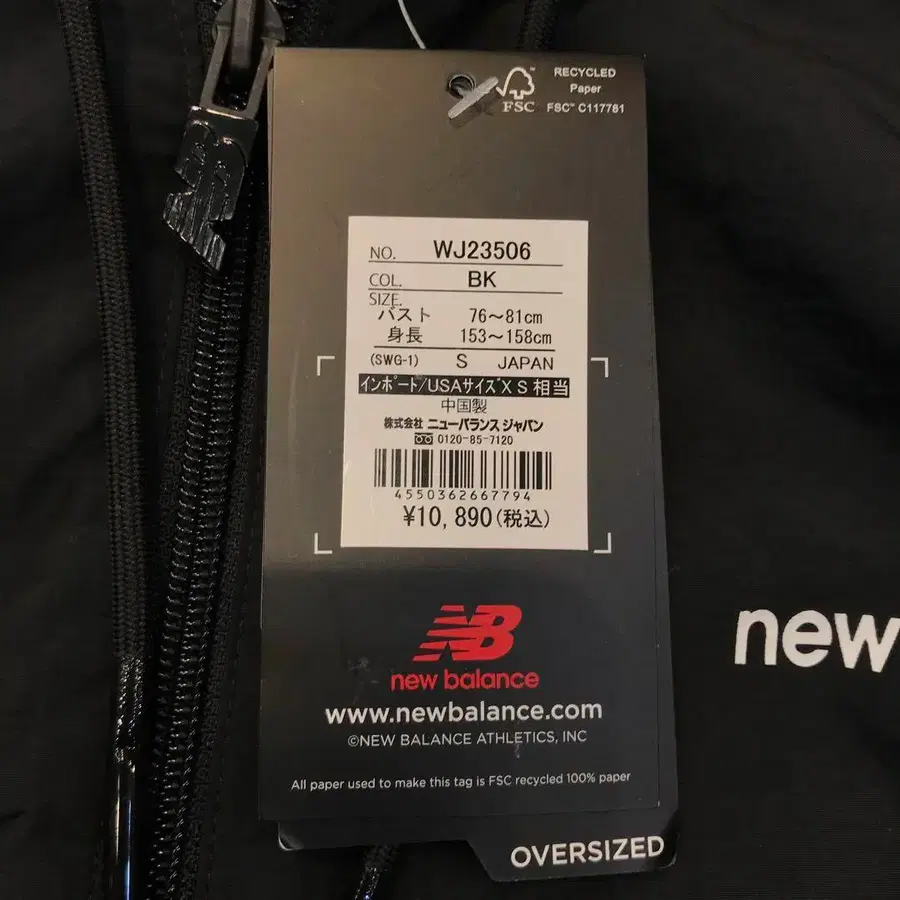 RECYCLED
Paper
FSC
FSC™ C117781
NO. WJ23506
COL. BK
SIZE.
バスト 76～81cm
身長 153～158cm
(SWG-1) S JAPAN
インポート/USAサイズXS相当
中国製
株式会社 ニューバランス ジャパン
0120-85-7120
4550362667794
¥10,890(税込)
NB
new balance
www.newbalance.com
©NEW BALANCE ATHLETICS, INC
All paper used to make this tag is FSC recycled 100% paper
OVERSIZED
new